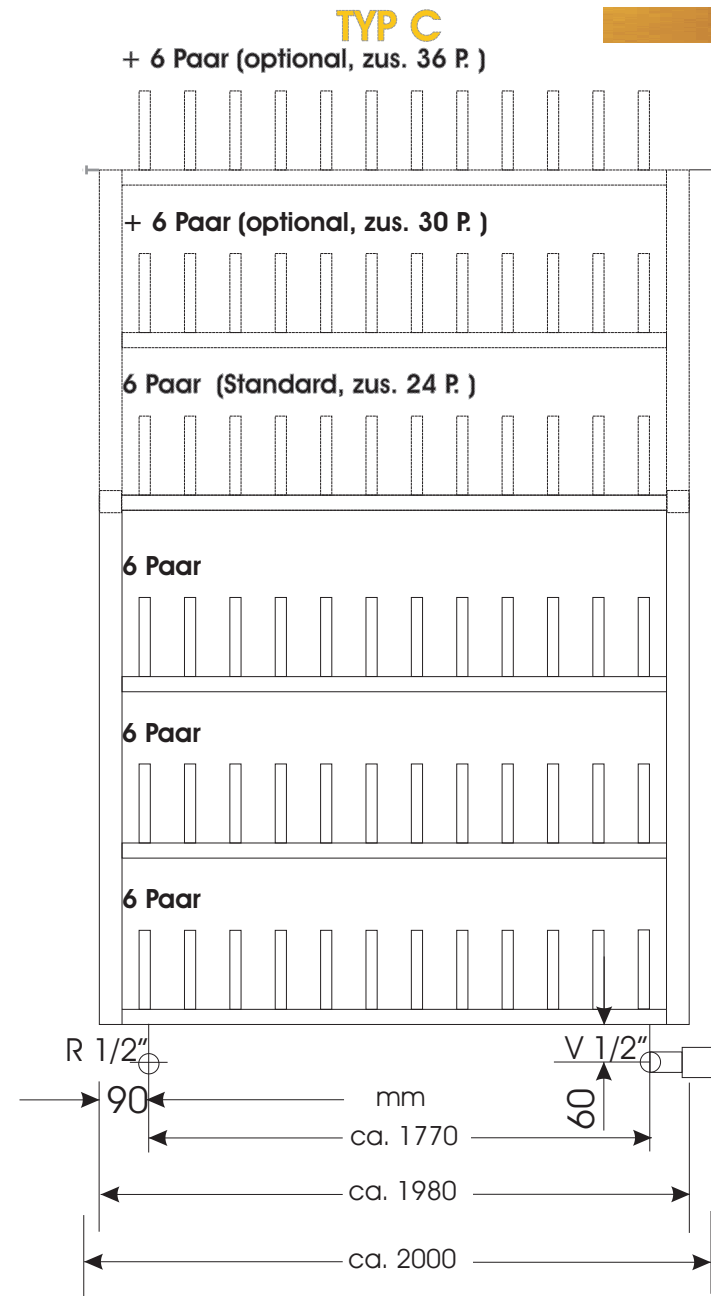 TYP C
+ 6 Paar (optional, zus. 36 P. )
+ 6 Paar (optional, zus. 30 P. )
6 Paar (Standard, zus. 24 P. )
6 Paar
6 Paar
6 Paar
R 1/2” V 1/2”
90 mm 60
ca. 1770
ca. 1980
ca. 2000